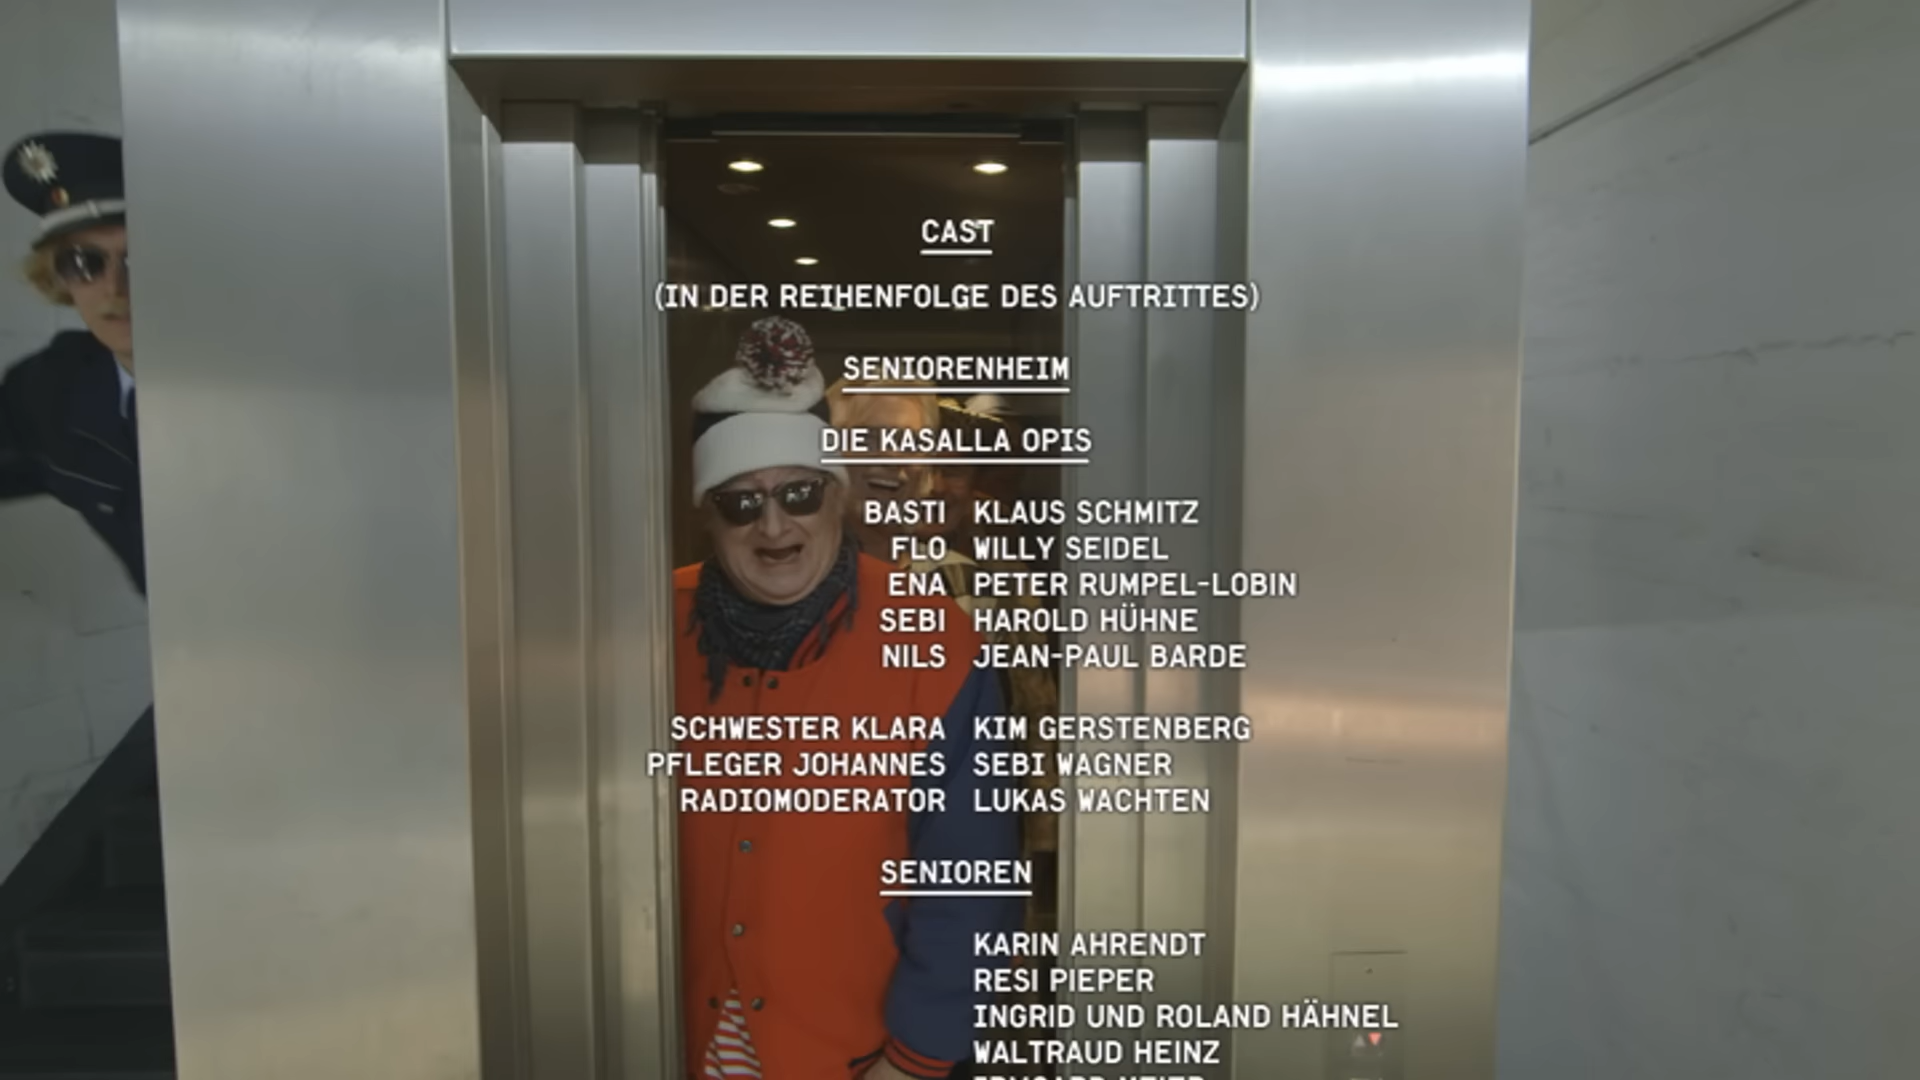 CAST
(IN DER REIHENFOLGE DES AUFTRITTES)
SENIORENHEIM
DIE KASALLA OPIS
BASTI KLAUS SCHMITZ
FLO WILLY SEIDEL
ENA PETER RUMPEL-LOBIN
SEBI HAROLD HÜHNE
NILS JEAN-PAUL BARDE
SCHWESTER KLARA KIM GERSTENBERG
PFLEGER JOHANNES SEBI WAGNER
RADIOMODERATOR LUKAS WACHTEN
SENIOREN
KARIN AHRENDT
RESI PIEPER
INGRID UND ROLAND HÄHNEL
WALTRAUD HEINZ